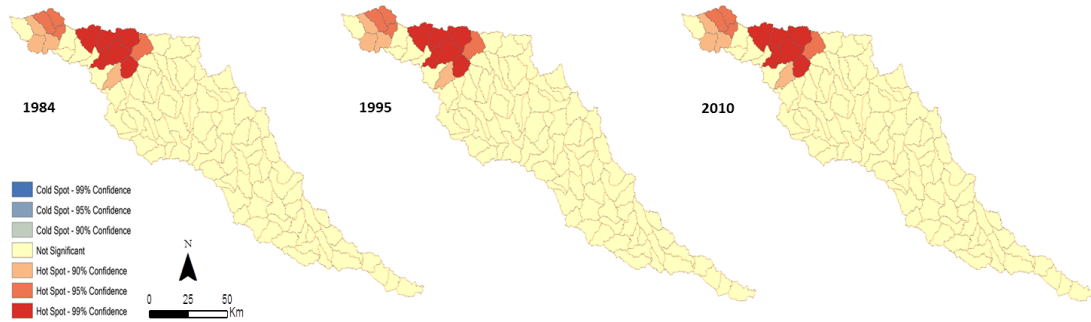 1984
1995
2010
Cold Spot - 99% Confidence
Cold Spot - 95% Confidence
Cold Spot - 90% Confidence
Not Significant
Hot Spot - 90% Confidence
Hot Spot - 95% Confidence
Hot Spot - 99% Confidence
N
0 25 50
Km